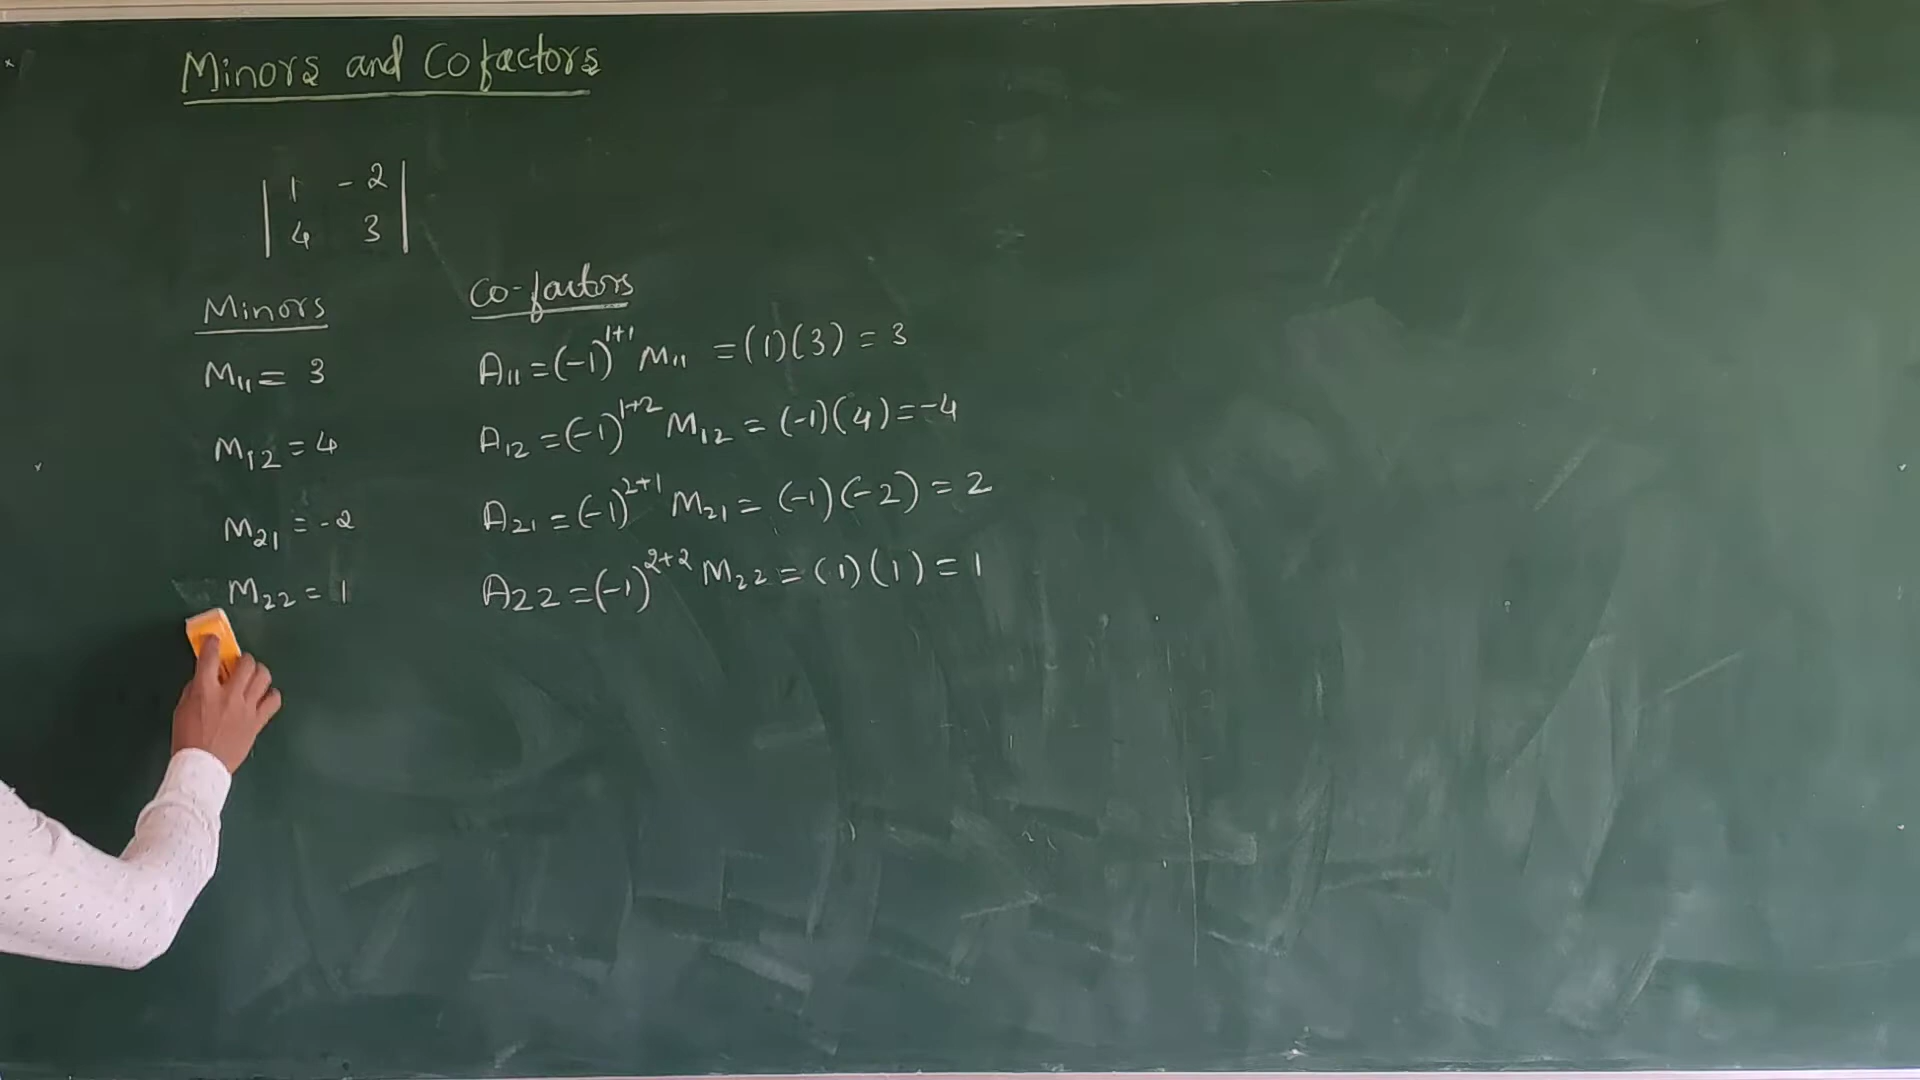 Minors and Cofactors
| 1 -2 |
| 4 3 |
Minors
Co-factors
M₁₁ = 3
A₁₁ = (-1)¹⁺¹ M₁₁ = (1)(3) = 3
M₁₂ = 4
A₁₂ = (-1)¹⁺² M₁₂ = (-1)(4) = -4
M₂₁ = -2
A₂₁ = (-1)²⁺¹ M₂₁ = (-1)(-2) = 2
M₂₂ = 1
A₂₂ = (-1)²⁺² M₂₂ = (1)(1) = 1